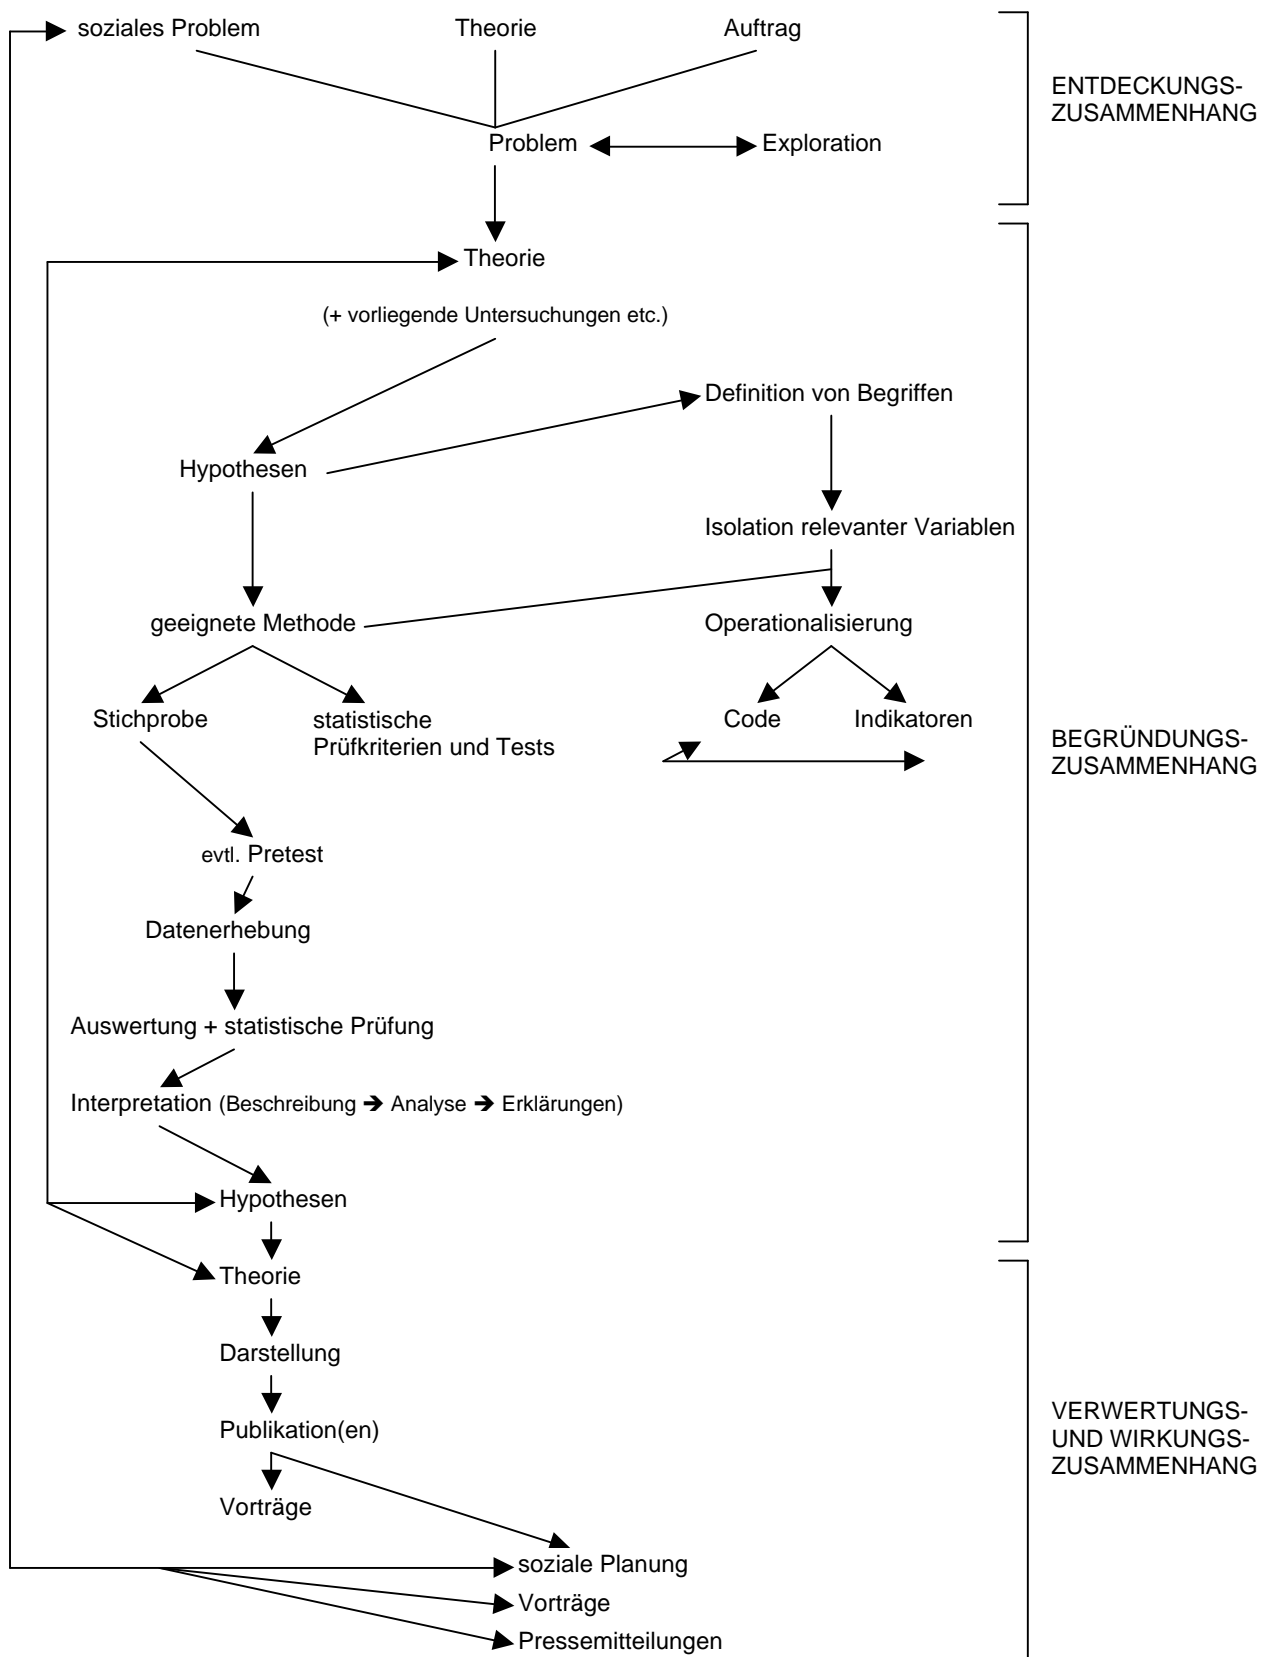 soziales Problem
Theorie
Auftrag
ENTDECKUNGS-
ZUSAMMENHANG
Problem
Exploration
Theorie
(+ vorliegende Untersuchungen etc.)
Definition von Begriffen
Hypothesen
Isolation relevanter Variablen
geeignete Methode
Operationalisierung
Stichprobe
statistische
Prüfkriterien und Tests
Code
Indikatoren
BEGRÜNDUNGS-
ZUSAMMENHANG
evtl. Pretest
Datenerhebung
Auswertung + statistische Prüfung
Interpretation (Beschreibung ➔ Analyse ➔ Erklärungen)
Hypothesen
Theorie
Darstellung
Publikation(en)
VERWERTUNGS-
UND WIRKUNGS-
ZUSAMMENHANG
Vorträge
soziale Planung
Vorträge
Pressemitteilungen